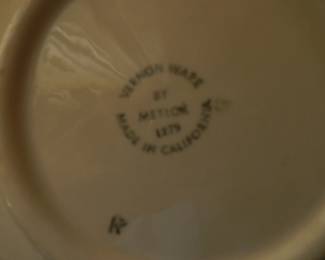 VERNON WARE
BY
METLOX
MADE IN CALIFORNIA
R